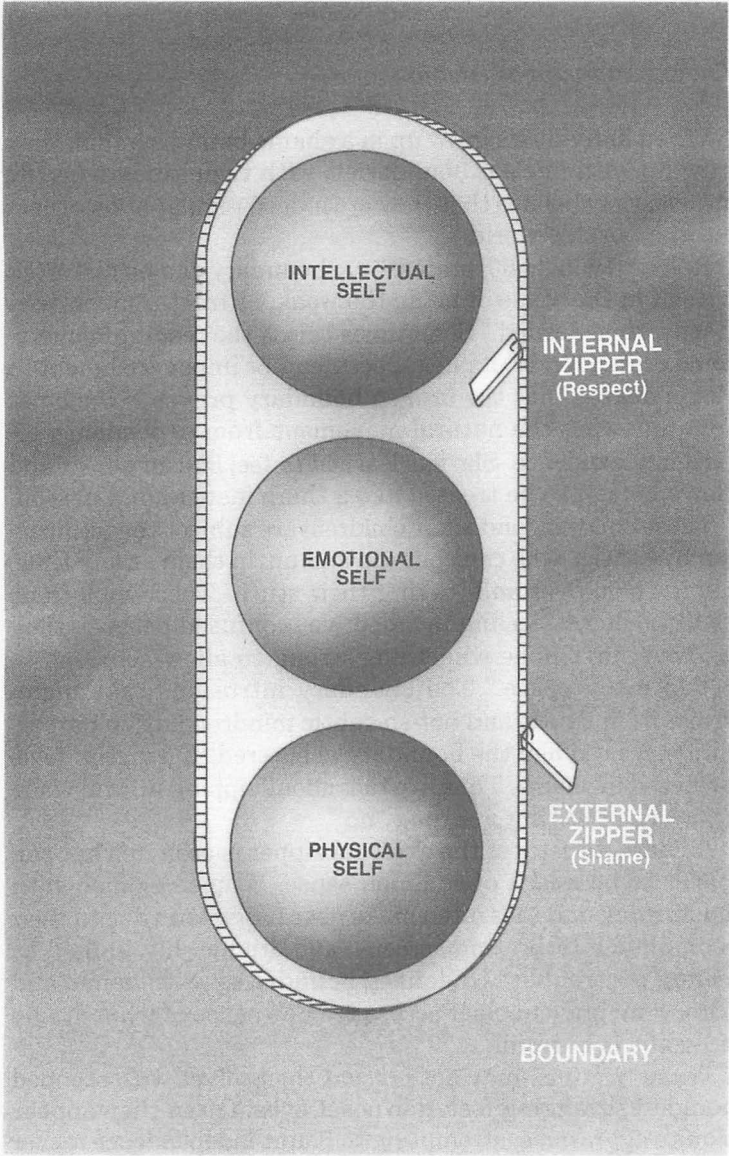 INTELLECTUAL
SELF
INTERNAL
ZIPPER
(Respect)
EMOTIONAL
SELF
PHYSICAL
SELF
EXTERNAL
ZIPPER
(Shame)
BOUNDARY